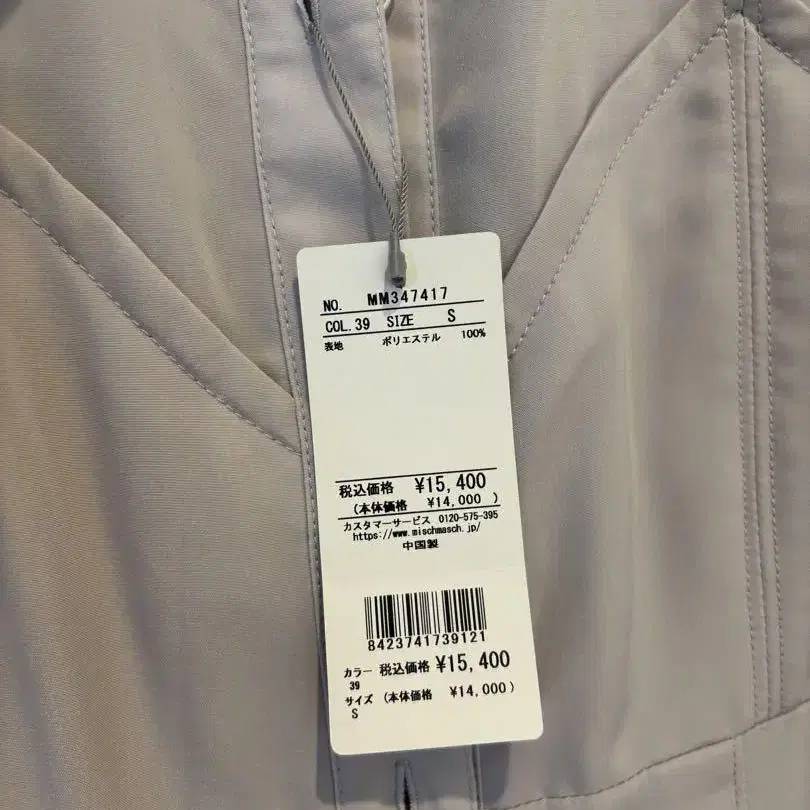 NO. MM347417
COL.39 SIZE S
表地 ポリエステル 100%
税込価格 ¥15,400
(本体価格 ¥14,000 )
カスタマーサービス 0120-575-395
https://www.mischmasch.jp/
中国製
8423741739121
カラー 税込価格 ¥15,400
39
サイズ (本体価格 ¥14,000 )
S